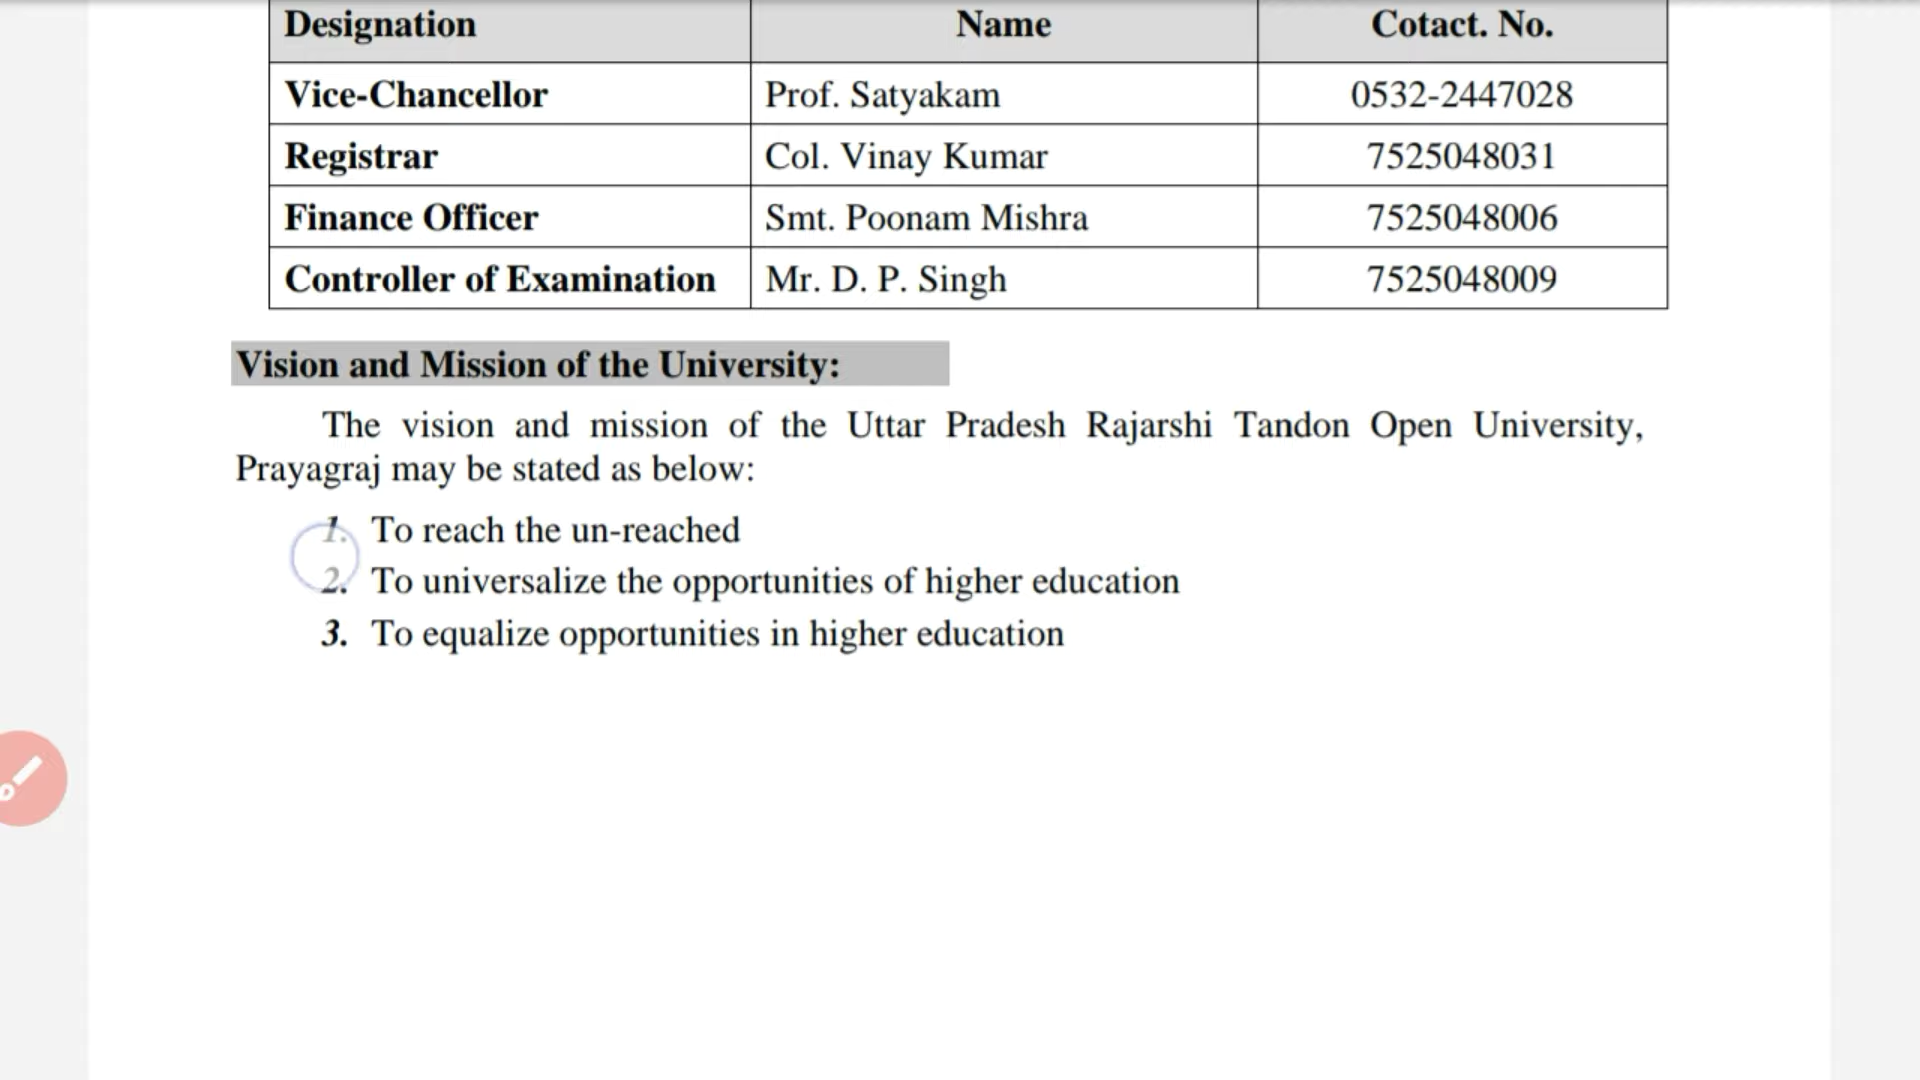 Designation Name Cotact. No.
Vice-Chancellor Prof. Satyakam 0532-2447028
Registrar Col. Vinay Kumar 7525048031
Finance Officer Smt. Poonam Mishra 7525048006
Controller of Examination Mr. D. P. Singh 7525048009
Vision and Mission of the University:
The vision and mission of the Uttar Pradesh Rajarshi Tandon Open University,
Prayagraj may be stated as below:
1. To reach the un-reached
2. To universalize the opportunities of higher education
3. To equalize opportunities in higher education